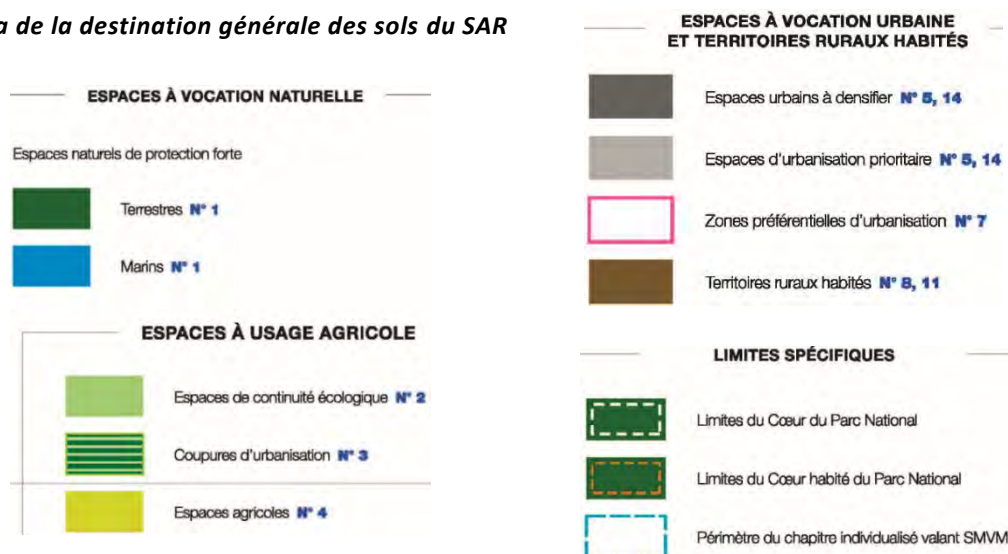 a de la destination générale des sols du SAR
ESPACES À VOCATION NATURELLE
Espaces naturels de protection forte
Terrestres N° 1
Marins N° 1
ESPACES À USAGE AGRICOLE
Espaces de continuité écologique N° 2
Coupures d'urbanisation N° 3
Espaces agricoles N° 4
ESPACES À VOCATION URBAINE
ET TERRITOIRES RURAUX HABITÉS
Espaces urbains à densifier N° 5, 14
Espaces d'urbanisation prioritaire N° 5, 14
Zones préférentielles d'urbanisation N° 7
Territoires ruraux habités N° 8, 11
LIMITES SPÉCIFIQUES
Limites du Cœur du Parc National
Limites du Cœur habité du Parc National
Périmètre du chapitre individualisé valant SMVM